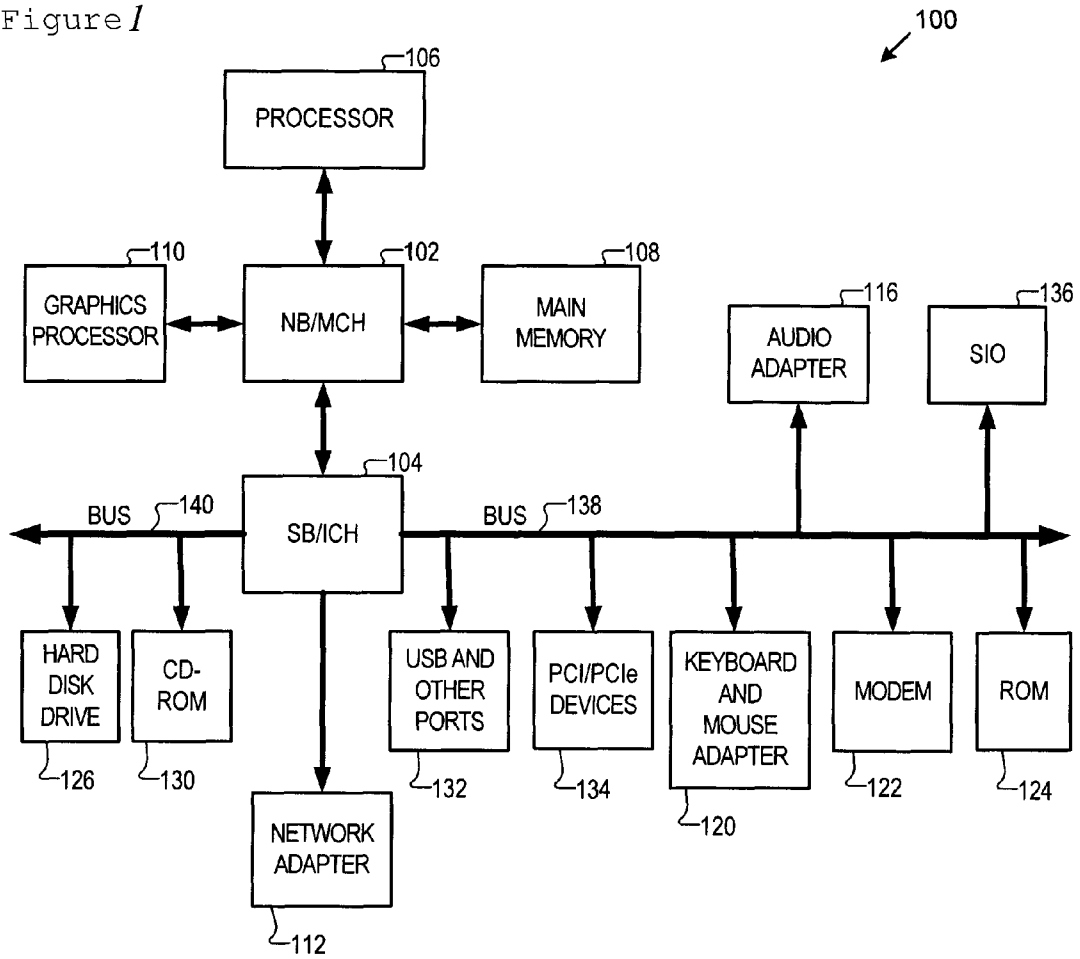 Figure 1
100
106
PROCESSOR
110
102
108
GRAPHICS
PROCESSOR
NB/MCH
MAIN
MEMORY
116
136
AUDIO
ADAPTER
SIO
104
BUS
140
SB/ICH
BUS
138
HARD
DISK
DRIVE
CD-
ROM
USB AND
OTHER
PORTS
PCI/PCIe
DEVICES
KEYBOARD
AND
MOUSE
ADAPTER
MODEM
ROM
126
130
132
134
120
122
124
NETWORK
ADAPTER
112